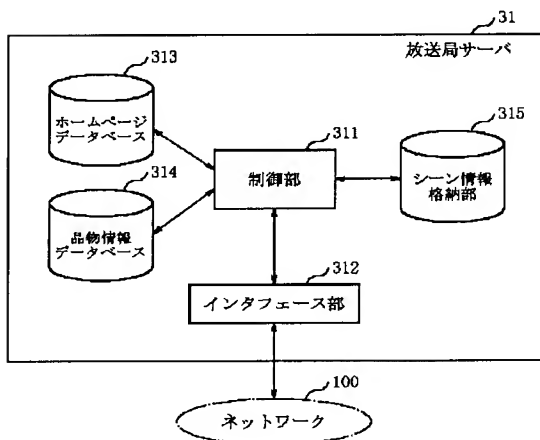 31
放送局サーバ
313
ホームページ
データベース
311
制御部
315
シーン情報
格納部
314
品物情報
データベース
312
インタフェース部
100
ネットワーク